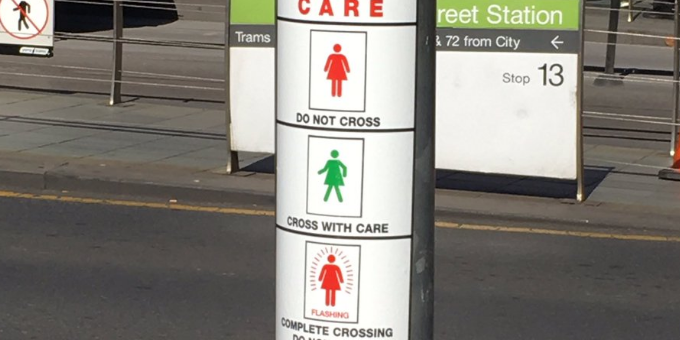 CARE
DO NOT CROSS
CROSS WITH CARE
FLASHING
COMPLETE CROSSING
Trams
reet Station
& 72 from City
Stop 13